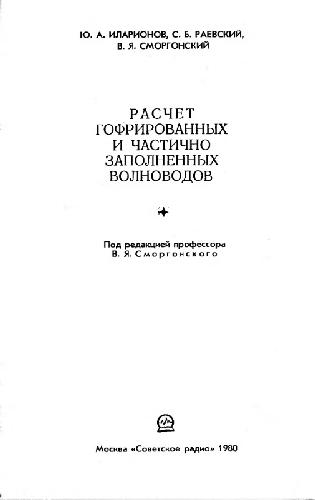 Ю. А. ИЛАРИОНОВ, С. Б. РАЕВСКИЙ,
В. Я. СМОРГОНСКИЙ
РАСЧЕТ
ГОФРИРОВАННЫХ
И ЧАСТИЧНО
ЗАПОЛНЕННЫХ
ВОЛНОВОДОВ
Под редакцией профессора
В. Я. Сморгонского
Москва «Советское радио» 1980